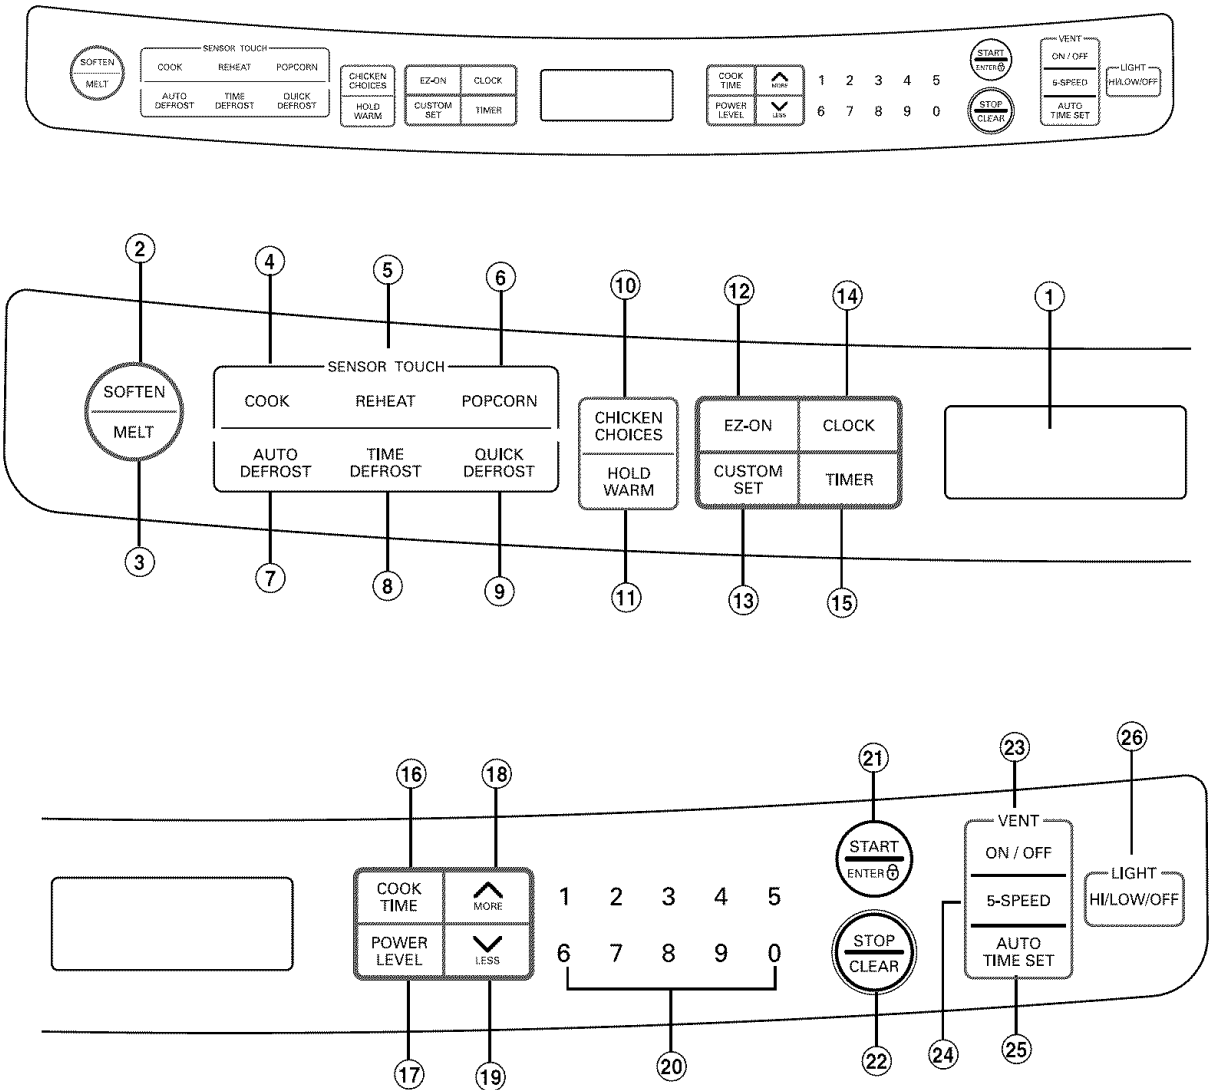 SENSOR TOUCH
SOFTEN
MELT
COOK REHEAT POPCORN
AUTO DEFROST TIME DEFROST QUICK DEFROST
CHICKEN CHOICES
HOLD WARM
EZ-ON CLOCK
CUSTOM SET TIMER
COOK TIME MORE
POWER LEVEL LESS
1 2 3 4 5
6 7 8 9 0
START
ENTER
STOP
CLEAR
VENT
ON / OFF
5-SPEED
AUTO TIME SET
LIGHT
HI/LOW/OFF
2 4 5 6 10 12 14 1
SENSOR TOUCH
SOFTEN
MELT
COOK REHEAT POPCORN
AUTO DEFROST TIME DEFROST QUICK DEFROST
CHICKEN CHOICES
HOLD WARM
EZ-ON CLOCK
CUSTOM SET TIMER
3 7 8 9 11 13 15
16 18 21 23 26
COOK TIME MORE
POWER LEVEL LESS
1 2 3 4 5
6 7 8 9 0
START
ENTER
STOP
CLEAR
VENT
ON / OFF
5-SPEED
AUTO TIME SET
LIGHT
HI/LOW/OFF
17 19 20 22 24 25